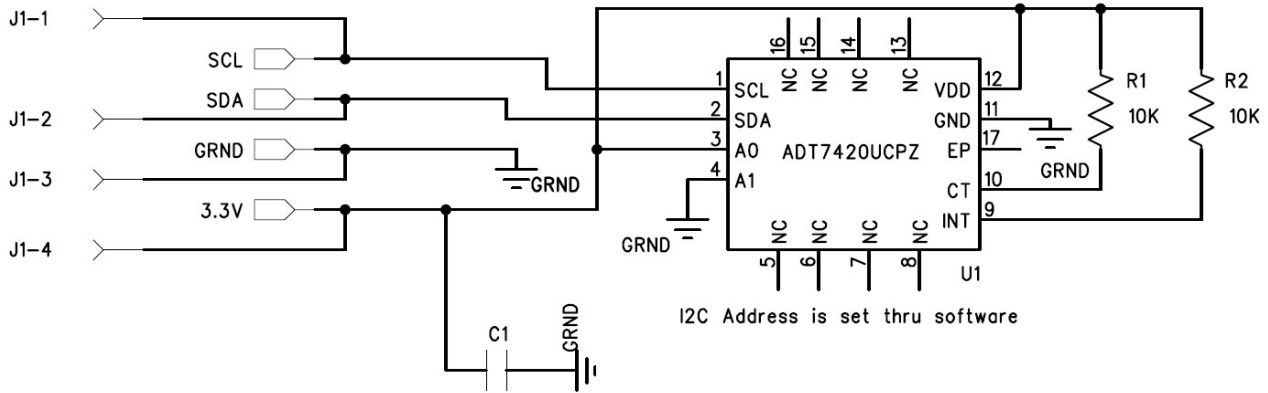 J1-1
SCL
SDA
J1-2
GRND
J1-3
GRND
3.3V
J1-4
C1
GRND
16 15 14 13
NC NC NC NC
1 SCL VDD 12
2 SDA GND 11
3 A0 ADT7420UCPZ EP 17
4 A1 CT 10
INT 9
GRND
GRND
NC NC NC NC
5 6 7 8
U1
R1
10K
R2
10K
I2C Address is set thru software